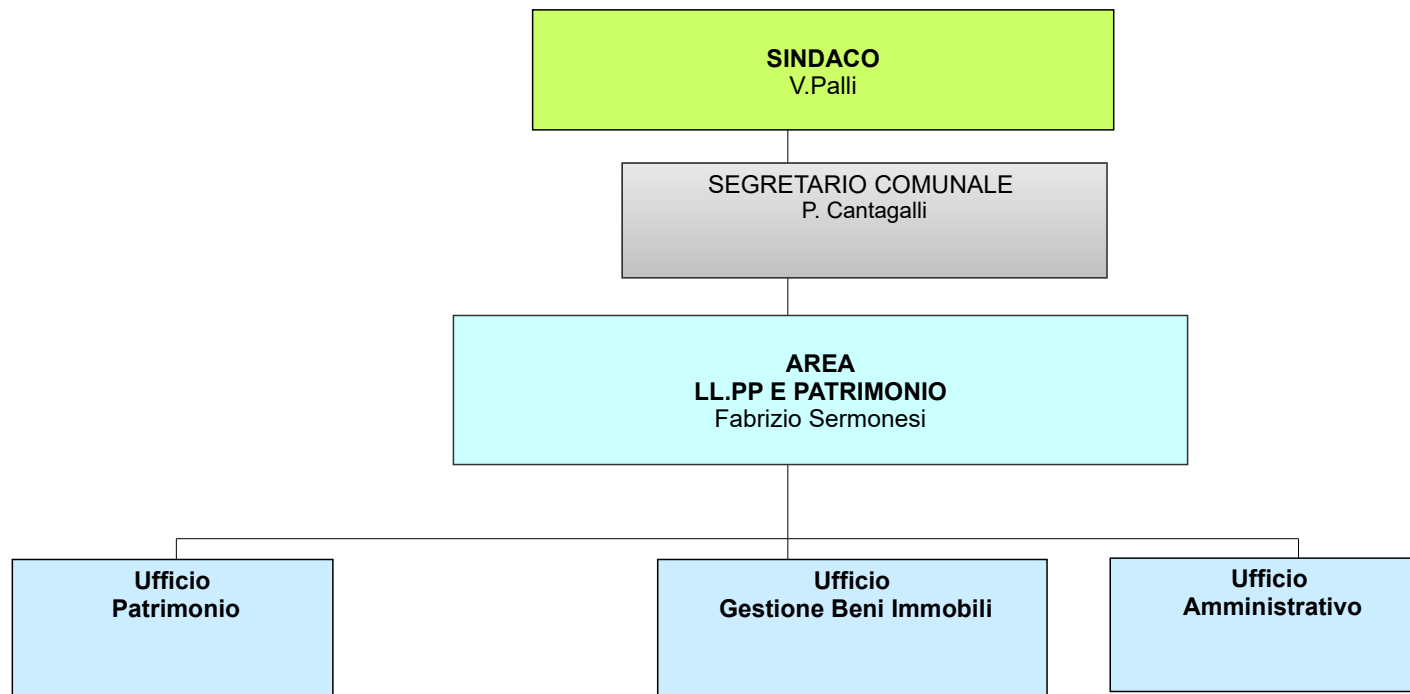 SINDACO
V.Palli
SEGRETARIO COMUNALE
P. Cantagalli
AREA
LL.PP E PATRIMONIO
Fabrizio Sermonesi
Ufficio
Patrimonio
Ufficio
Gestione Beni Immobili
Ufficio
Amministrativo